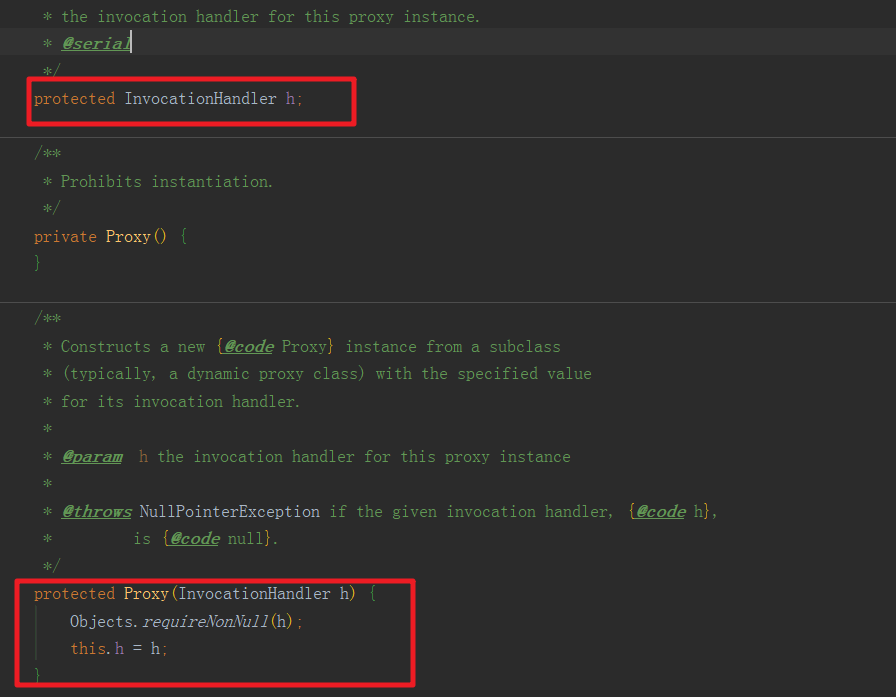 * the invocation handler for this proxy instance.
* @serial
*/
protected InvocationHandler h;
/**
* Prohibits instantiation.
*/
private Proxy() {
}
/**
* Constructs a new {@code Proxy} instance from a subclass
* (typically, a dynamic proxy class) with the specified value
* for its invocation handler.
*
* @param  h the invocation handler for this proxy instance
*
* @throws NullPointerException if the given invocation handler, {@code h},
*         is {@code null}.
*/
protected Proxy(InvocationHandler h) {
    Objects.requireNonNull(h);
    this.h = h;
}